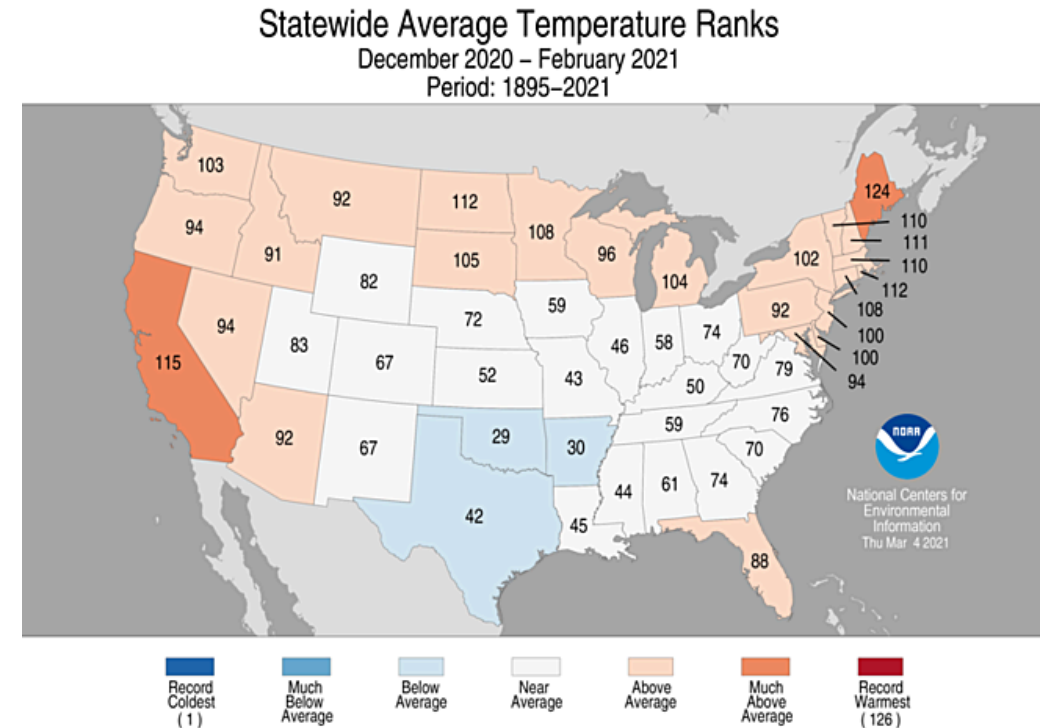 Statewide Average Temperature Ranks
December 2020 – February 2021
Period: 1895–2021
103
92
112
124
94
108
110
91
105
96
102
111
82
104
110
112
59
92
108
72
74
94
83
46
58
100
67
70
79
100
115
52
43
50
94
92
67
29
30
59
76
70
42
44
61
74
45
88
NOAA
National Centers for
Environmental
Information
Thu Mar 4 2021
Record
Coldest
(1)
Much
Below
Average
Below
Average
Near
Average
Above
Average
Much
Above
Average
Record
Warmest
(126)